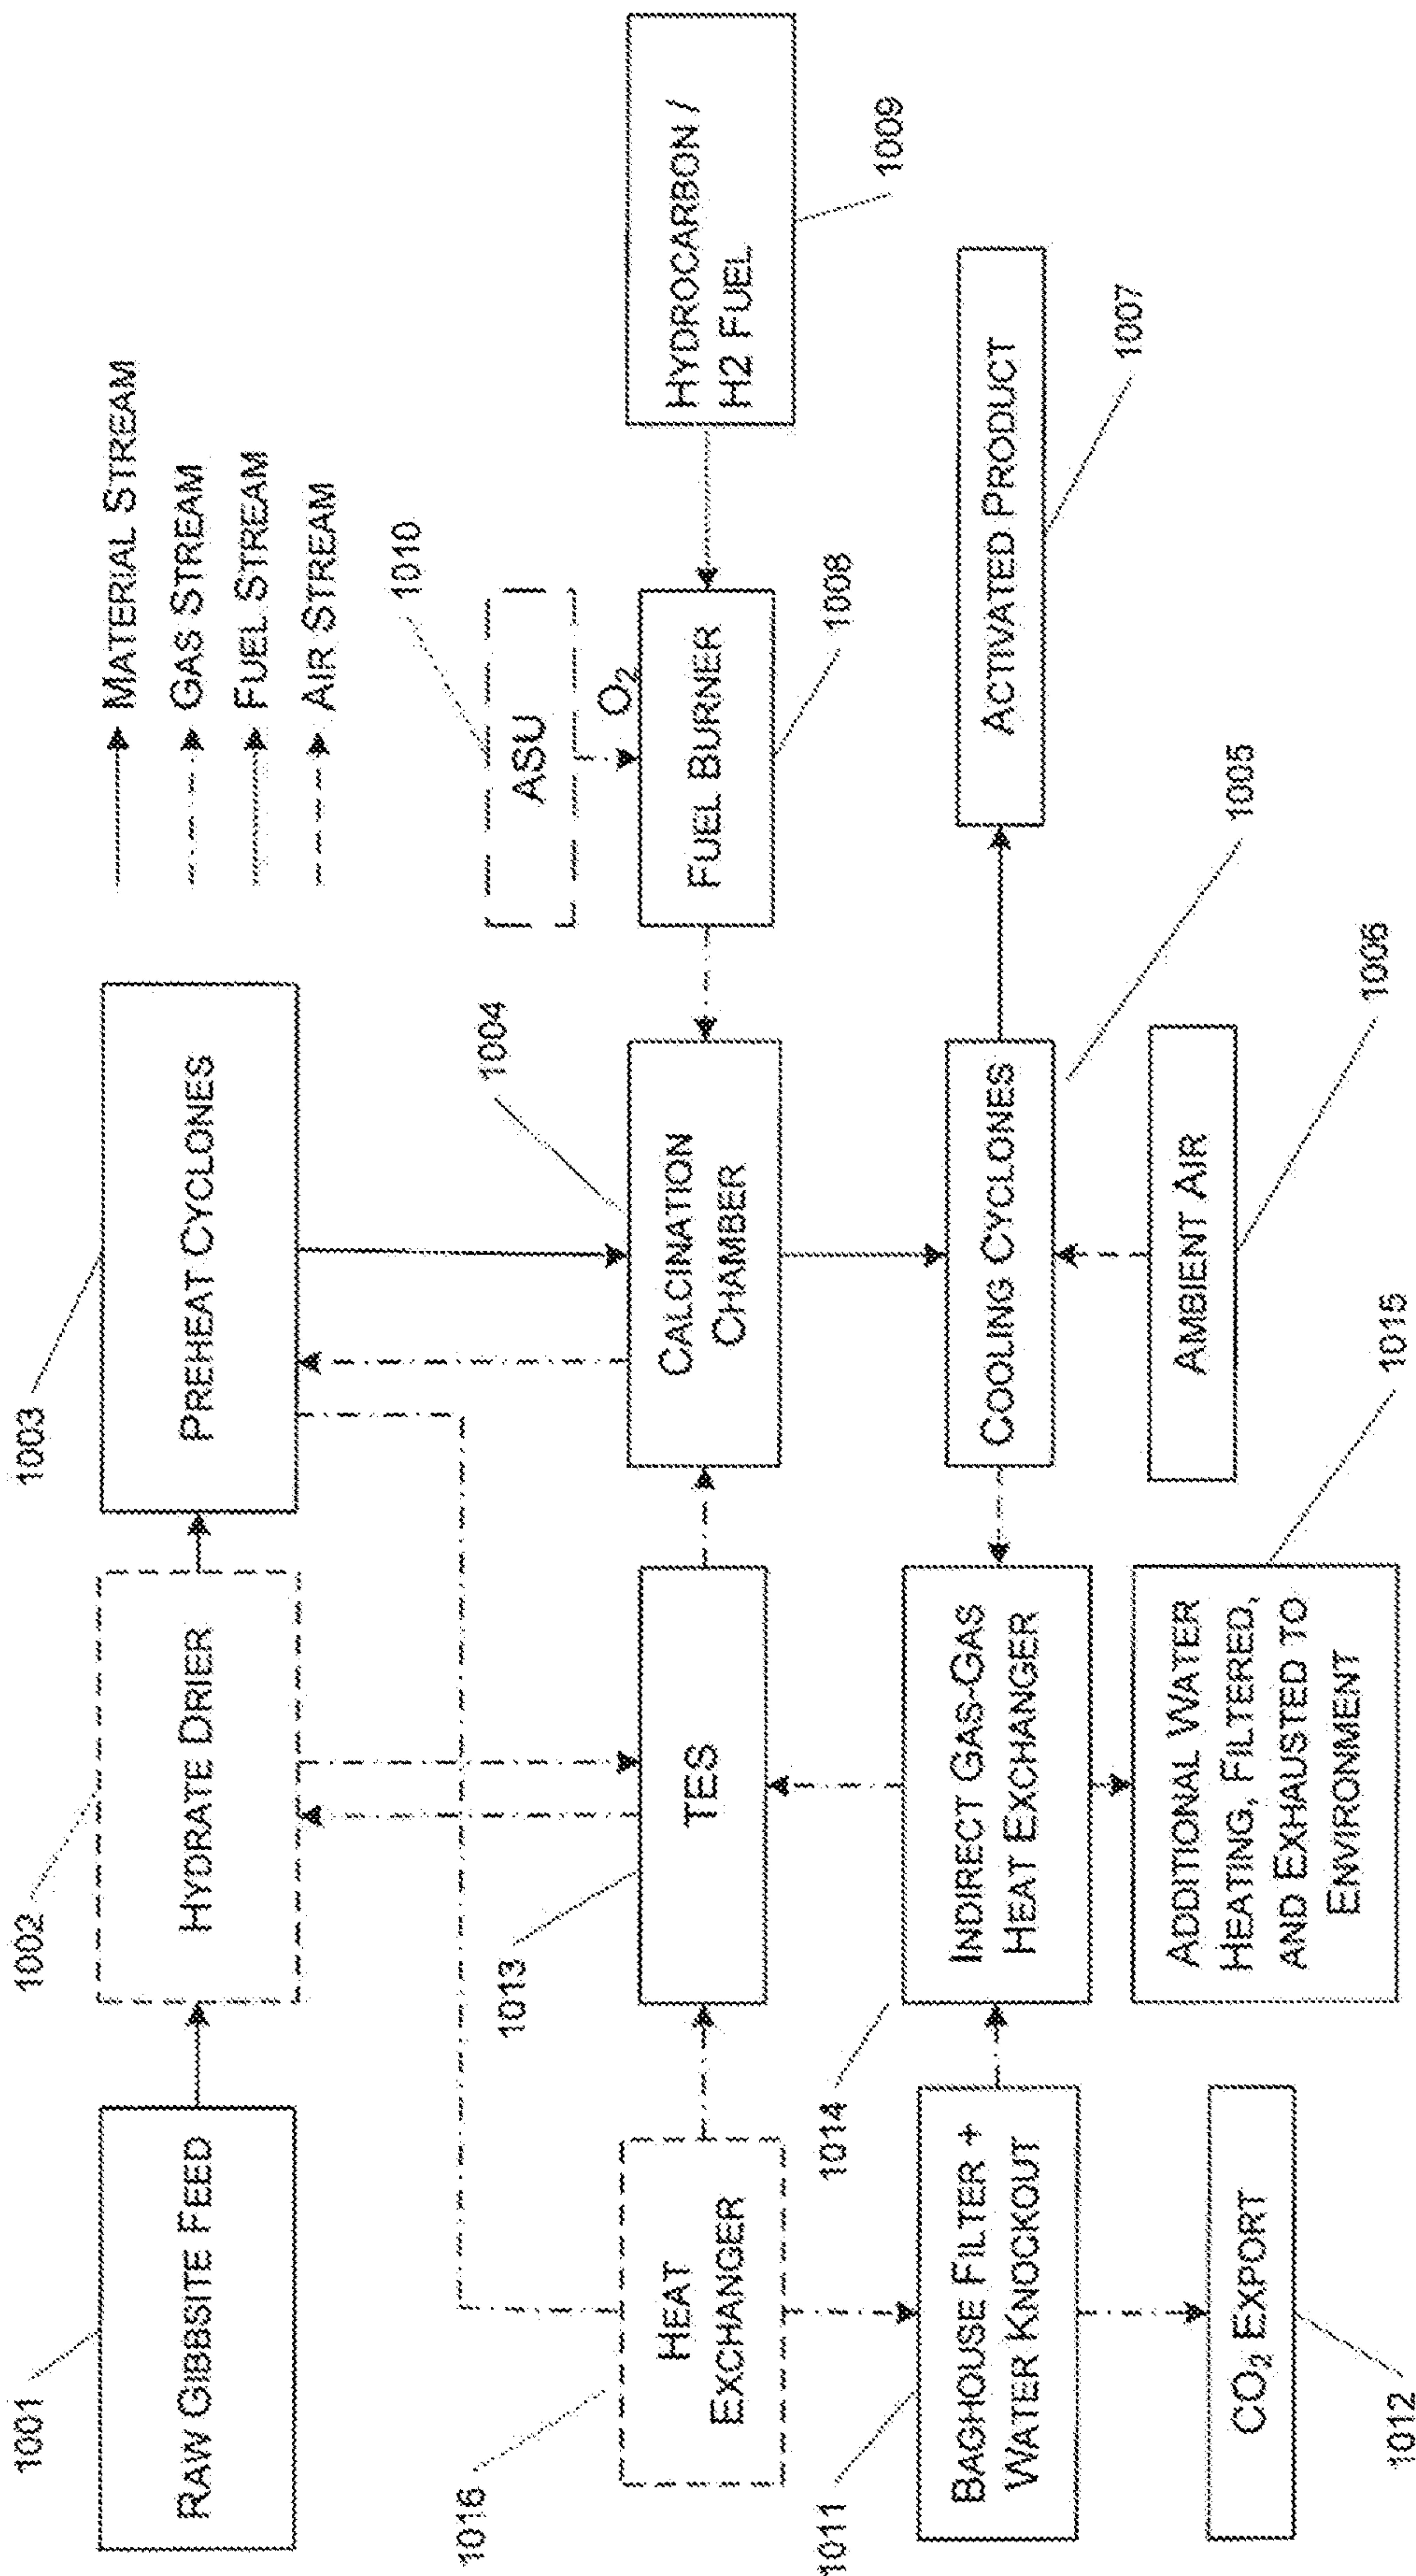 MATERIAL STREAM
GAS STREAM
FUEL STREAM
AIR STREAM
1001
RAW GIBBSITE FEED
1002
HYDRATE DRIER
1003
PREHEAT CYCLONES
1010
ASU
O₂
1016
HEAT
EXCHANGER
1013
TES
1004
CALCINATION
CHAMBER
FUEL BURNER
1008
HYDROCARBON /
H2 FUEL
1009
1011
BAGHOUSE FILTER +
WATER KNOCKOUT
1014
INDIRECT GAS-GAS
HEAT EXCHANGER
COOLING CYCLONES
1005
ACTIVATED PRODUCT
1007
CO₂ EXPORT
1012
ADDITIONAL WATER
HEATING, FILTERED,
AND EXHAUSTED TO
ENVIRONMENT
1015
AMBIENT AIR
1006